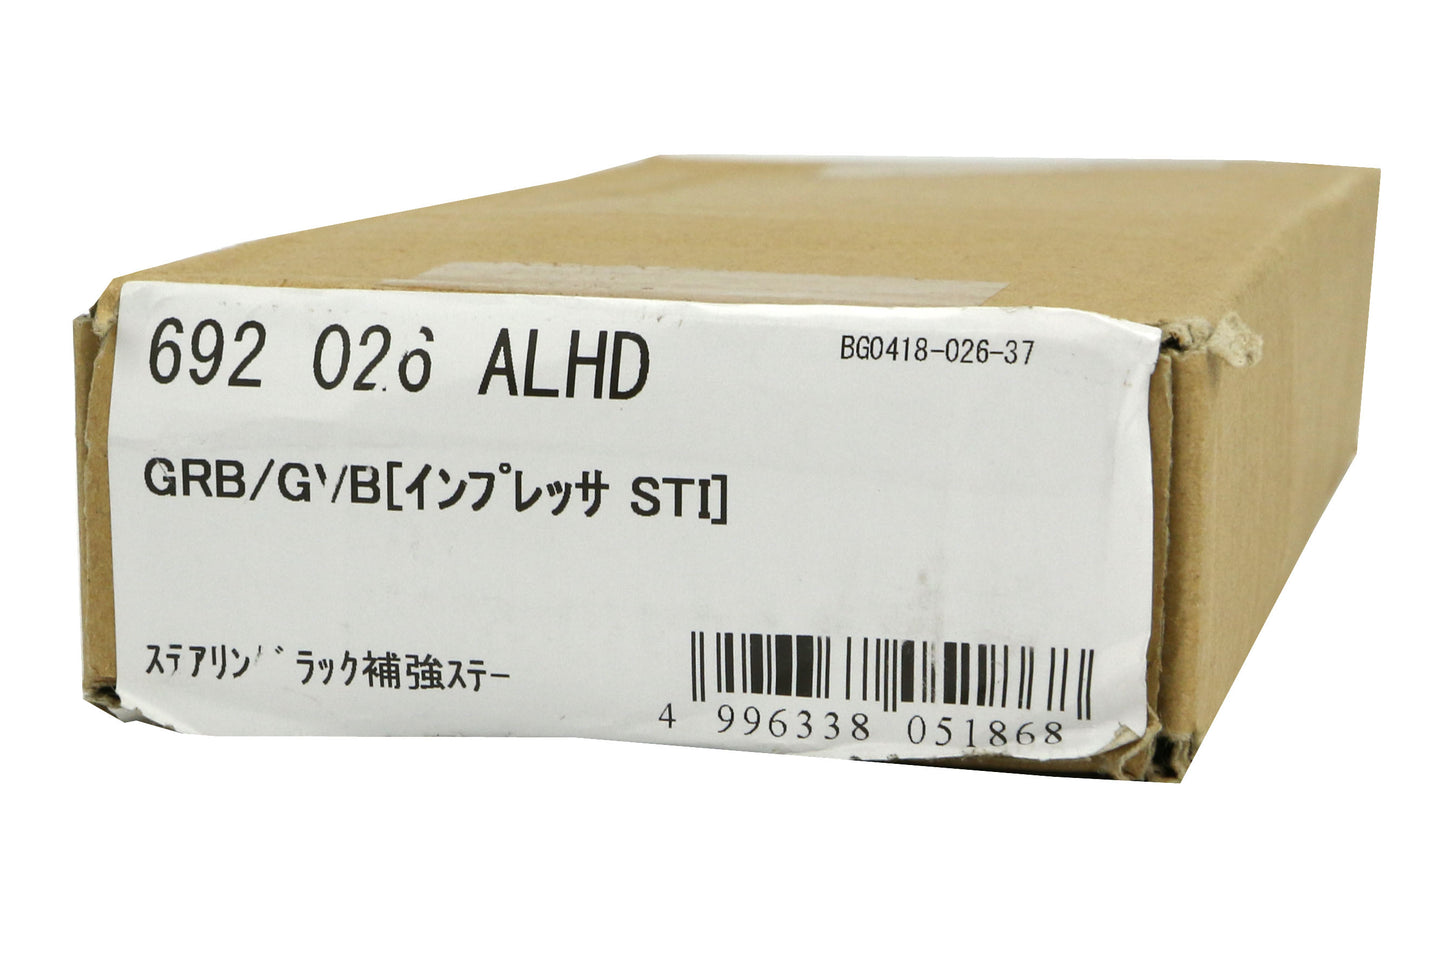 692 026 ALHD
BG0418-026-37
GRB/GVB[インプレッサ STI]
ステアリングラック補強ステー
4 996338 051868